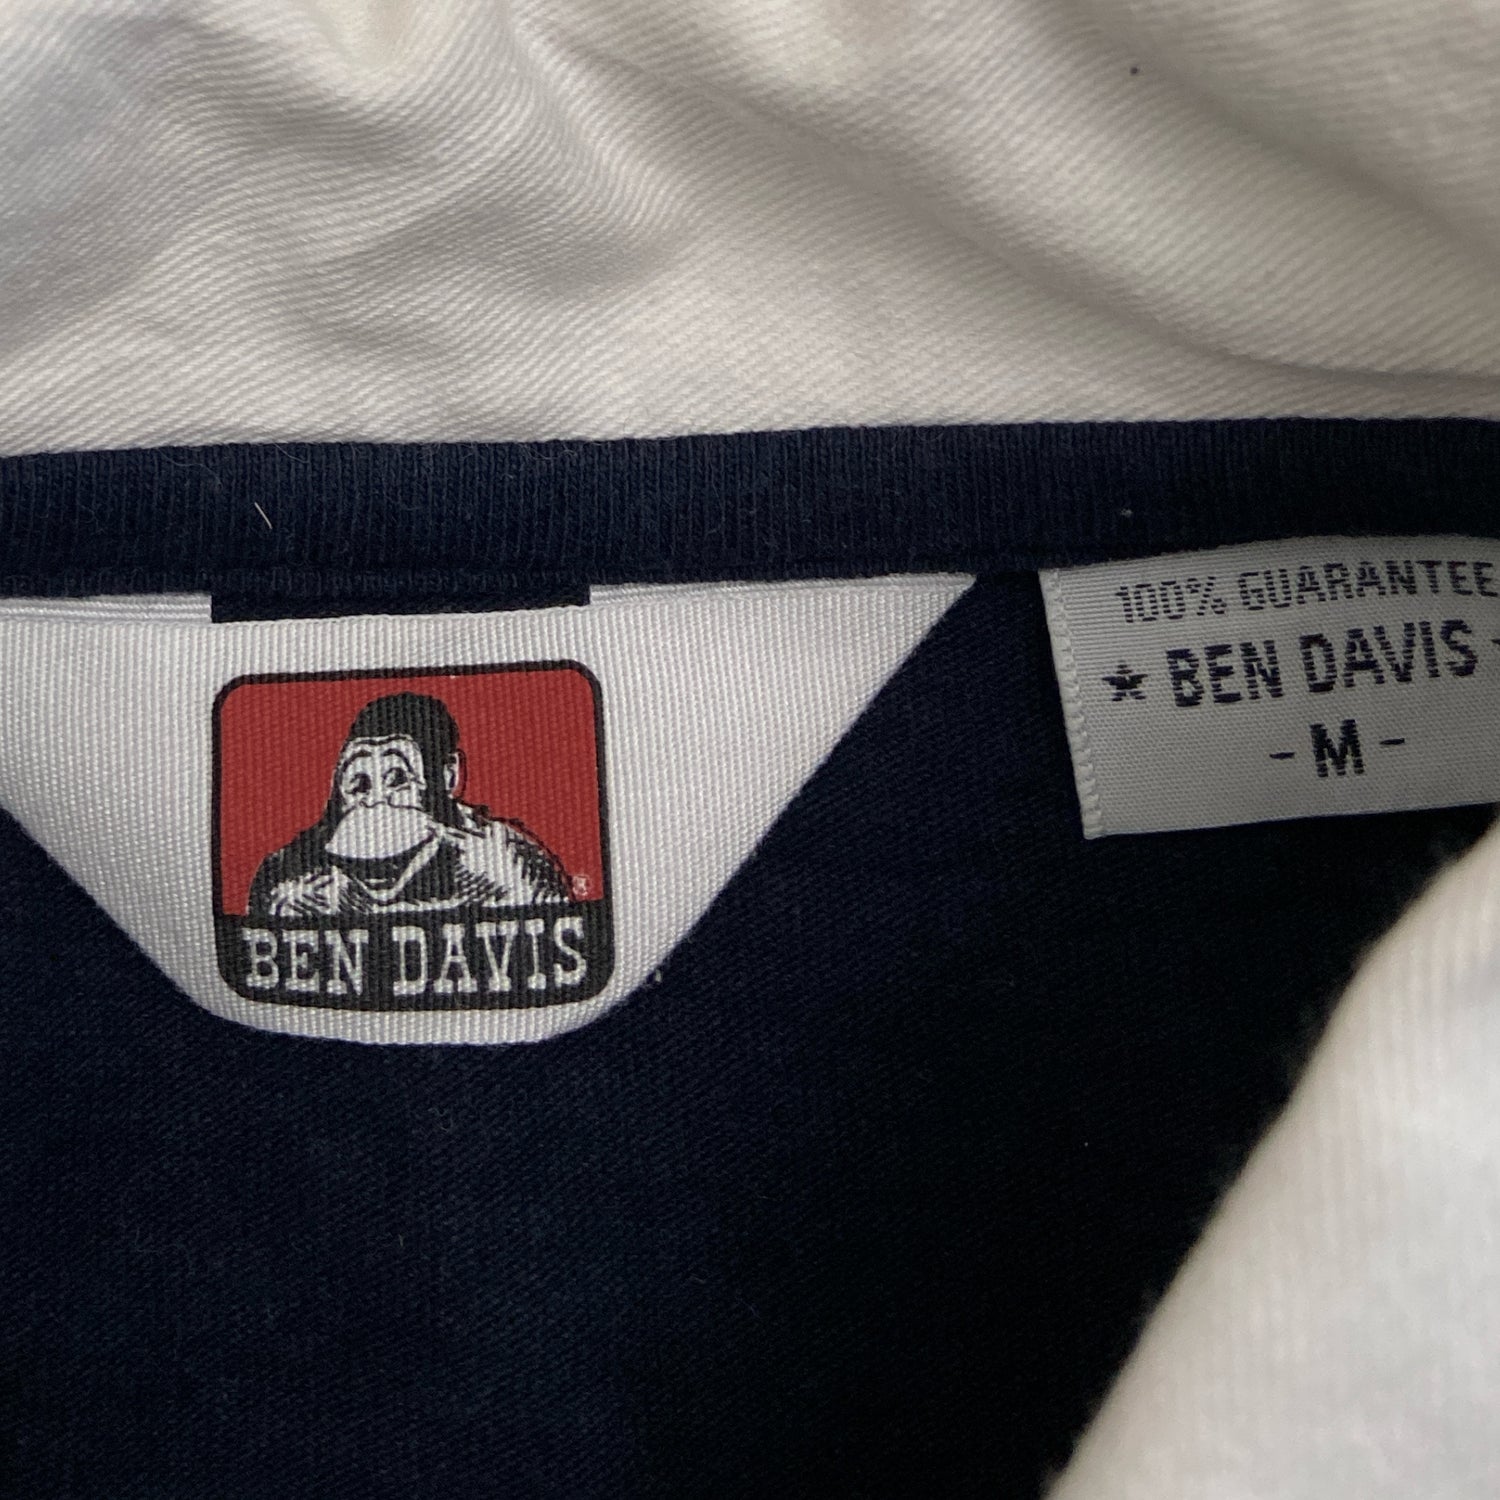 BEN DAVIS
®
100% GUARANTEE
★ BEN DAVIS
- M -